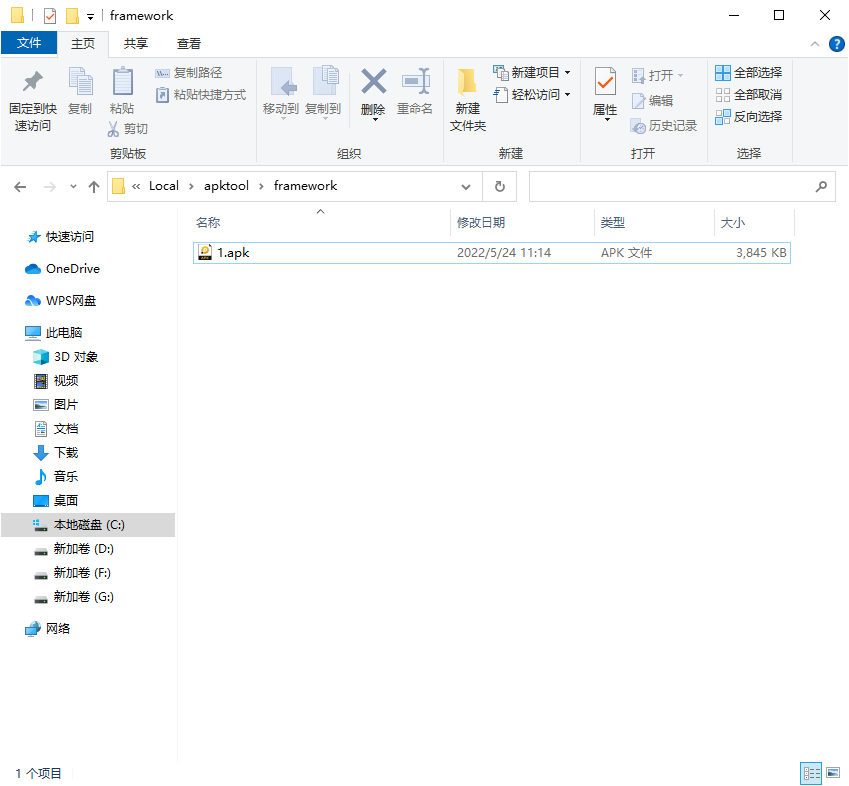 framework
文件 主页 共享 查看
固定到快速访问
复制
粘贴
复制路径
粘贴快捷方式
剪切
剪贴板
移动到
复制到
删除
重命名
组织
新建
文件夹
新建项目
轻松访问
新建
属性
打开
编辑
历史记录
打开
全部选择
全部取消
反向选择
选择
« Local › apktool › framework
名称 修改日期 类型 大小
1.apk 2022/5/24 11:14 APK 文件 3,845 KB
快速访问
OneDrive
WPS网盘
此电脑
3D 对象
视频
图片
文档
下载
音乐
桌面
本地磁盘 (C:)
新加卷 (D:)
新加卷 (F:)
新加卷 (G:)
网络
1 个项目